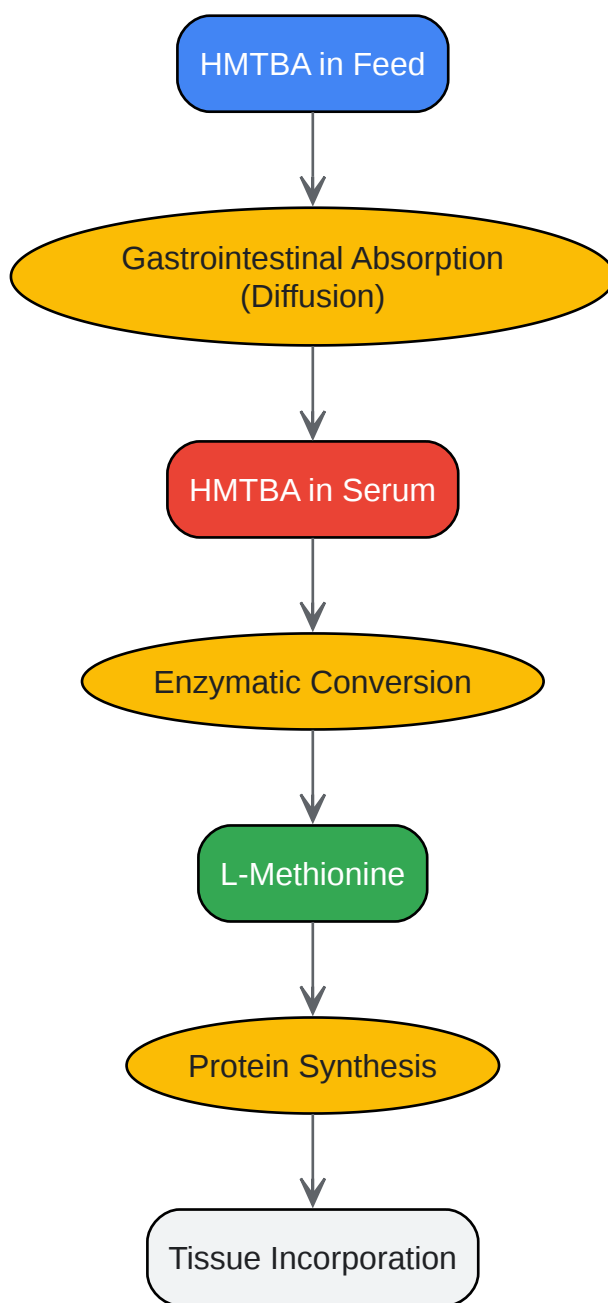 HMTBA in Feed
Gastrointestinal Absorption
(Diffusion)
HMTBA in Serum
Enzymatic Conversion
L-Methionine
Protein Synthesis
Tissue Incorporation